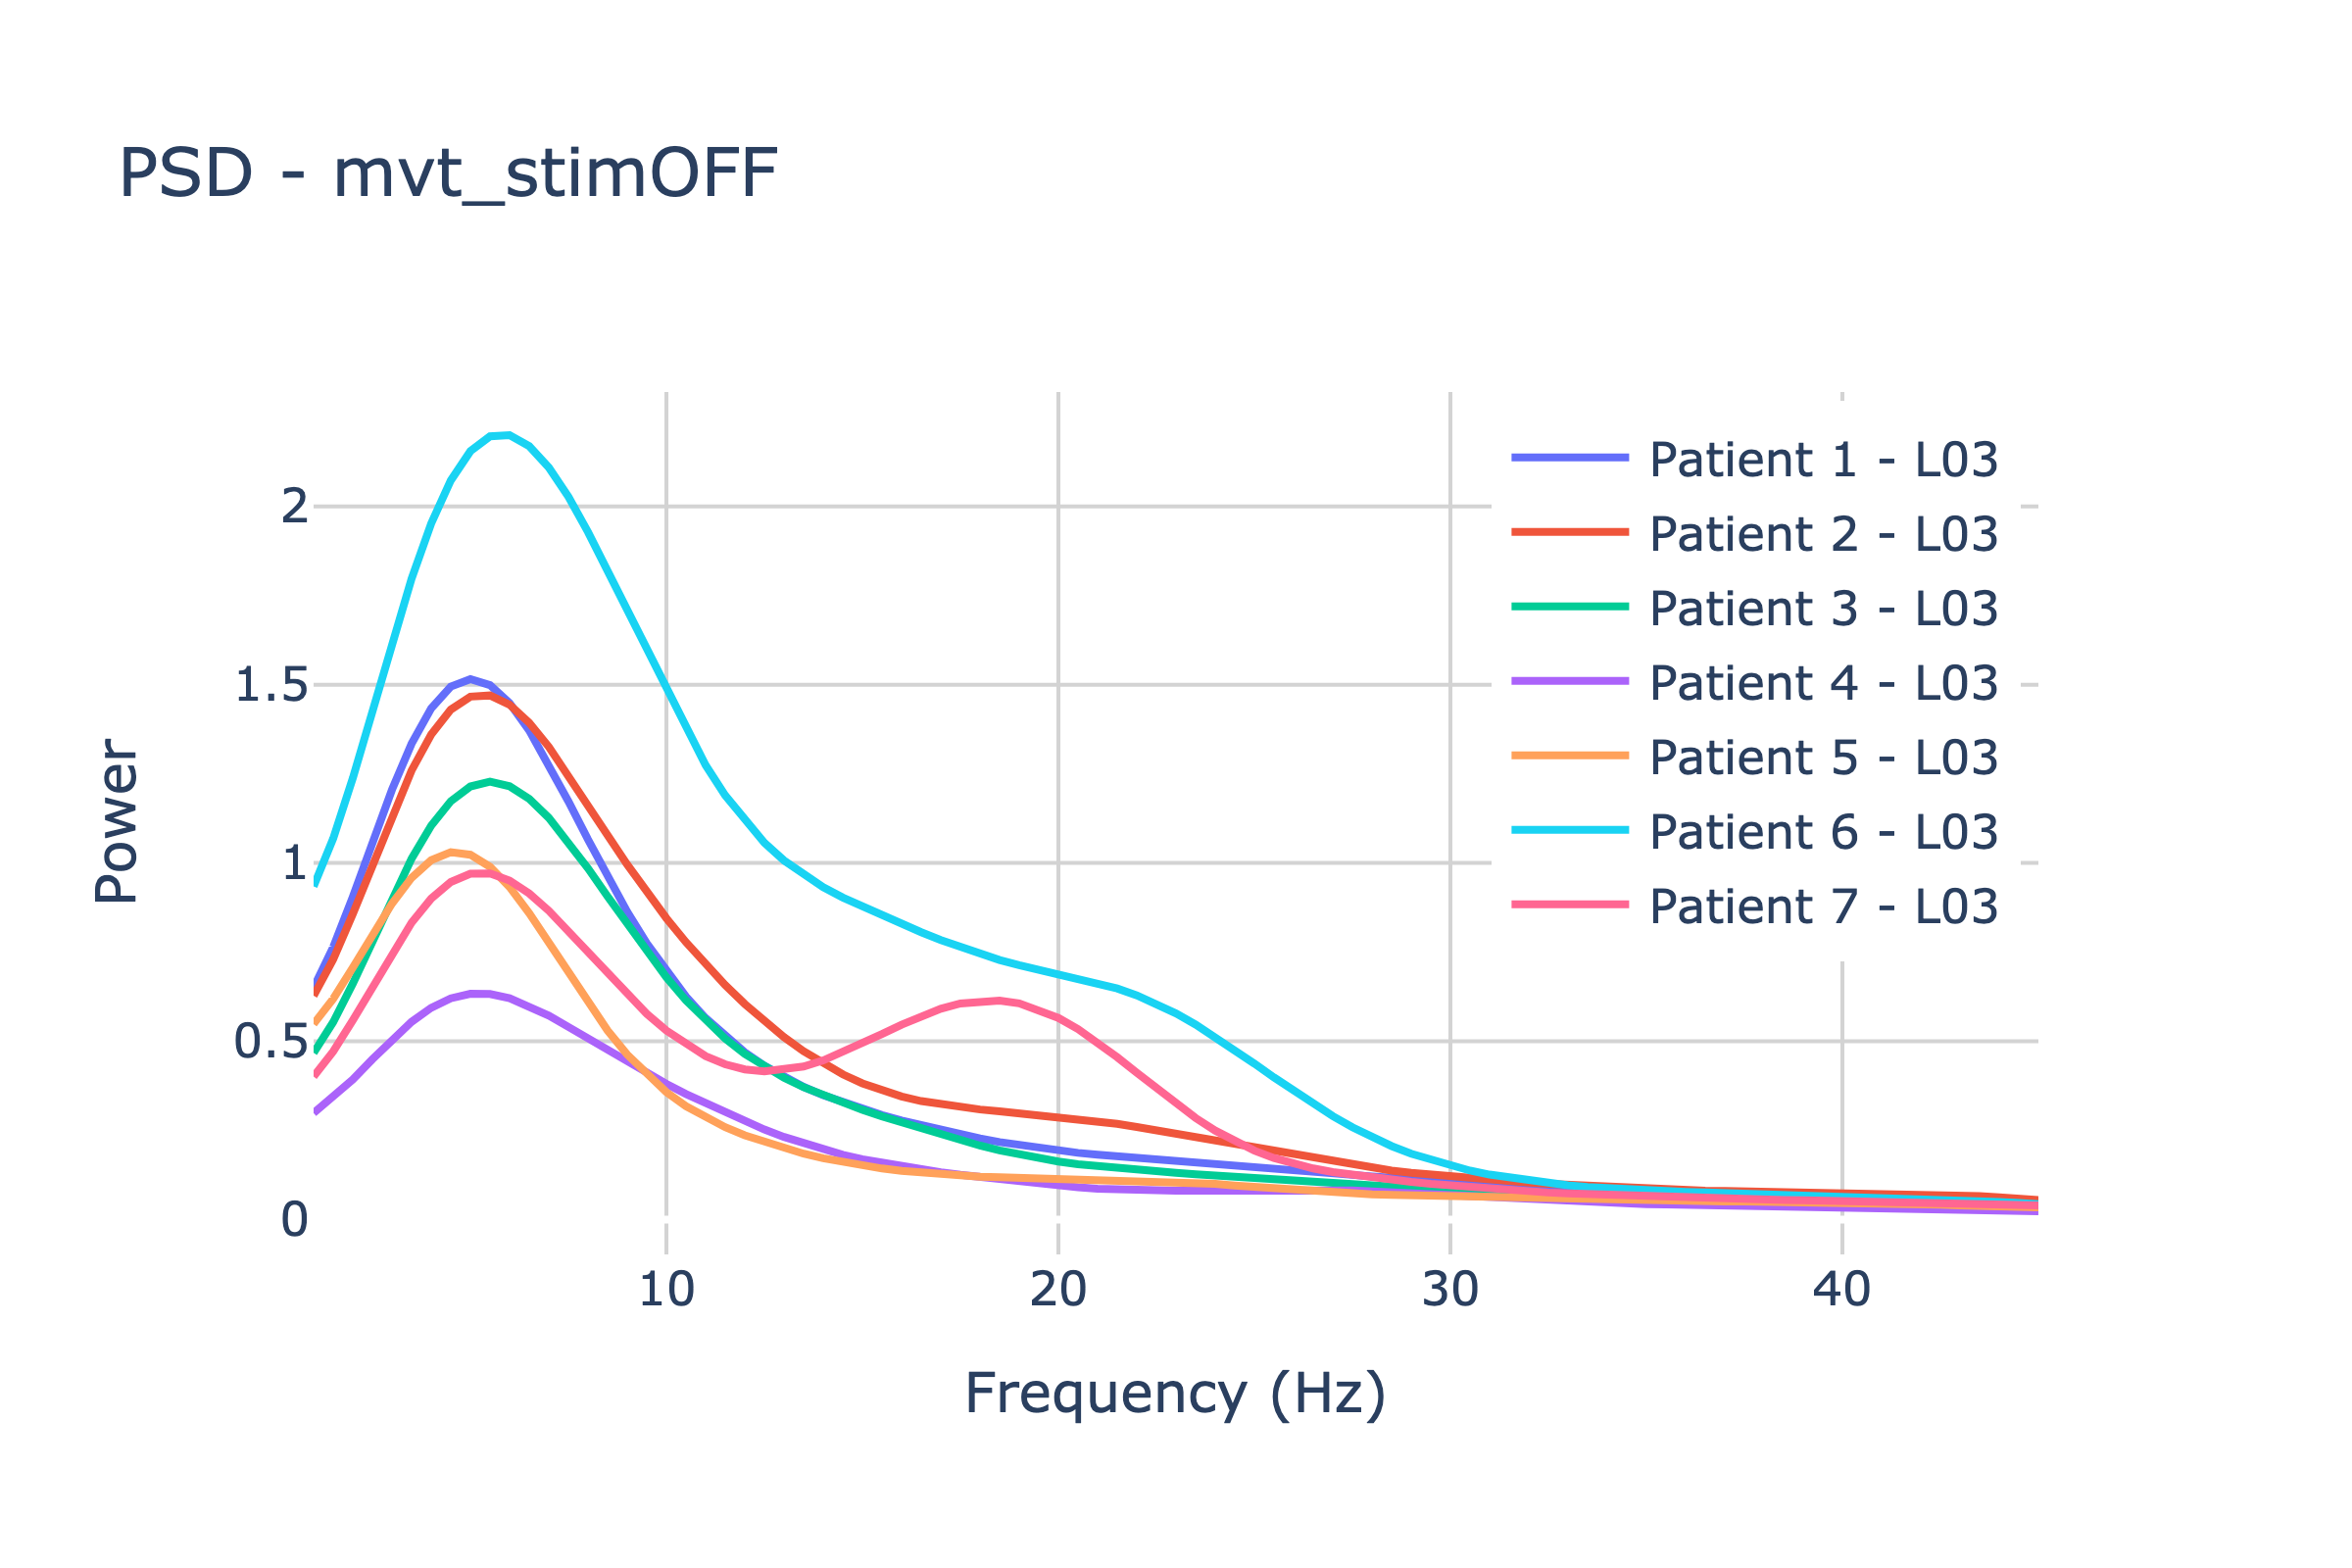 PSD - mvt_stimOFF
Patient 1 - L03
Patient 2 - L03
Patient 3 - L03
Patient 4 - L03
Patient 5 - L03
Patient 6 - L03
Patient 7 - L03
Power
2
1.5
1
0.5
0
10 20 30 40
Frequency (Hz)